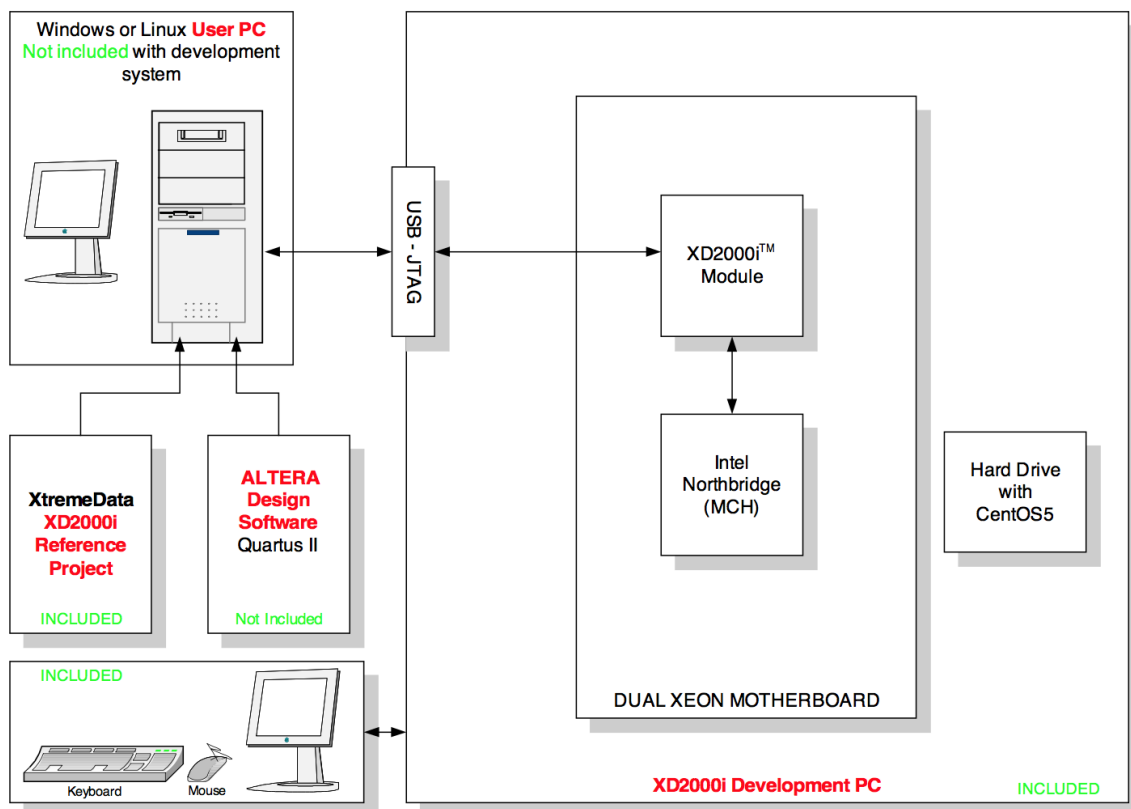 Windows or Linux User PC
Not included with development
system
USB - JTAG
XD2000i™
Module
Intel
Northbridge
(MCH)
Hard Drive
with
CentOS5
XtremeData
XD2000i
Reference
Project
INCLUDED
ALTERA
Design
Software
Quartus II
Not Included
INCLUDED
Keyboard
Mouse
DUAL XEON MOTHERBOARD
XD2000i Development PC
INCLUDED